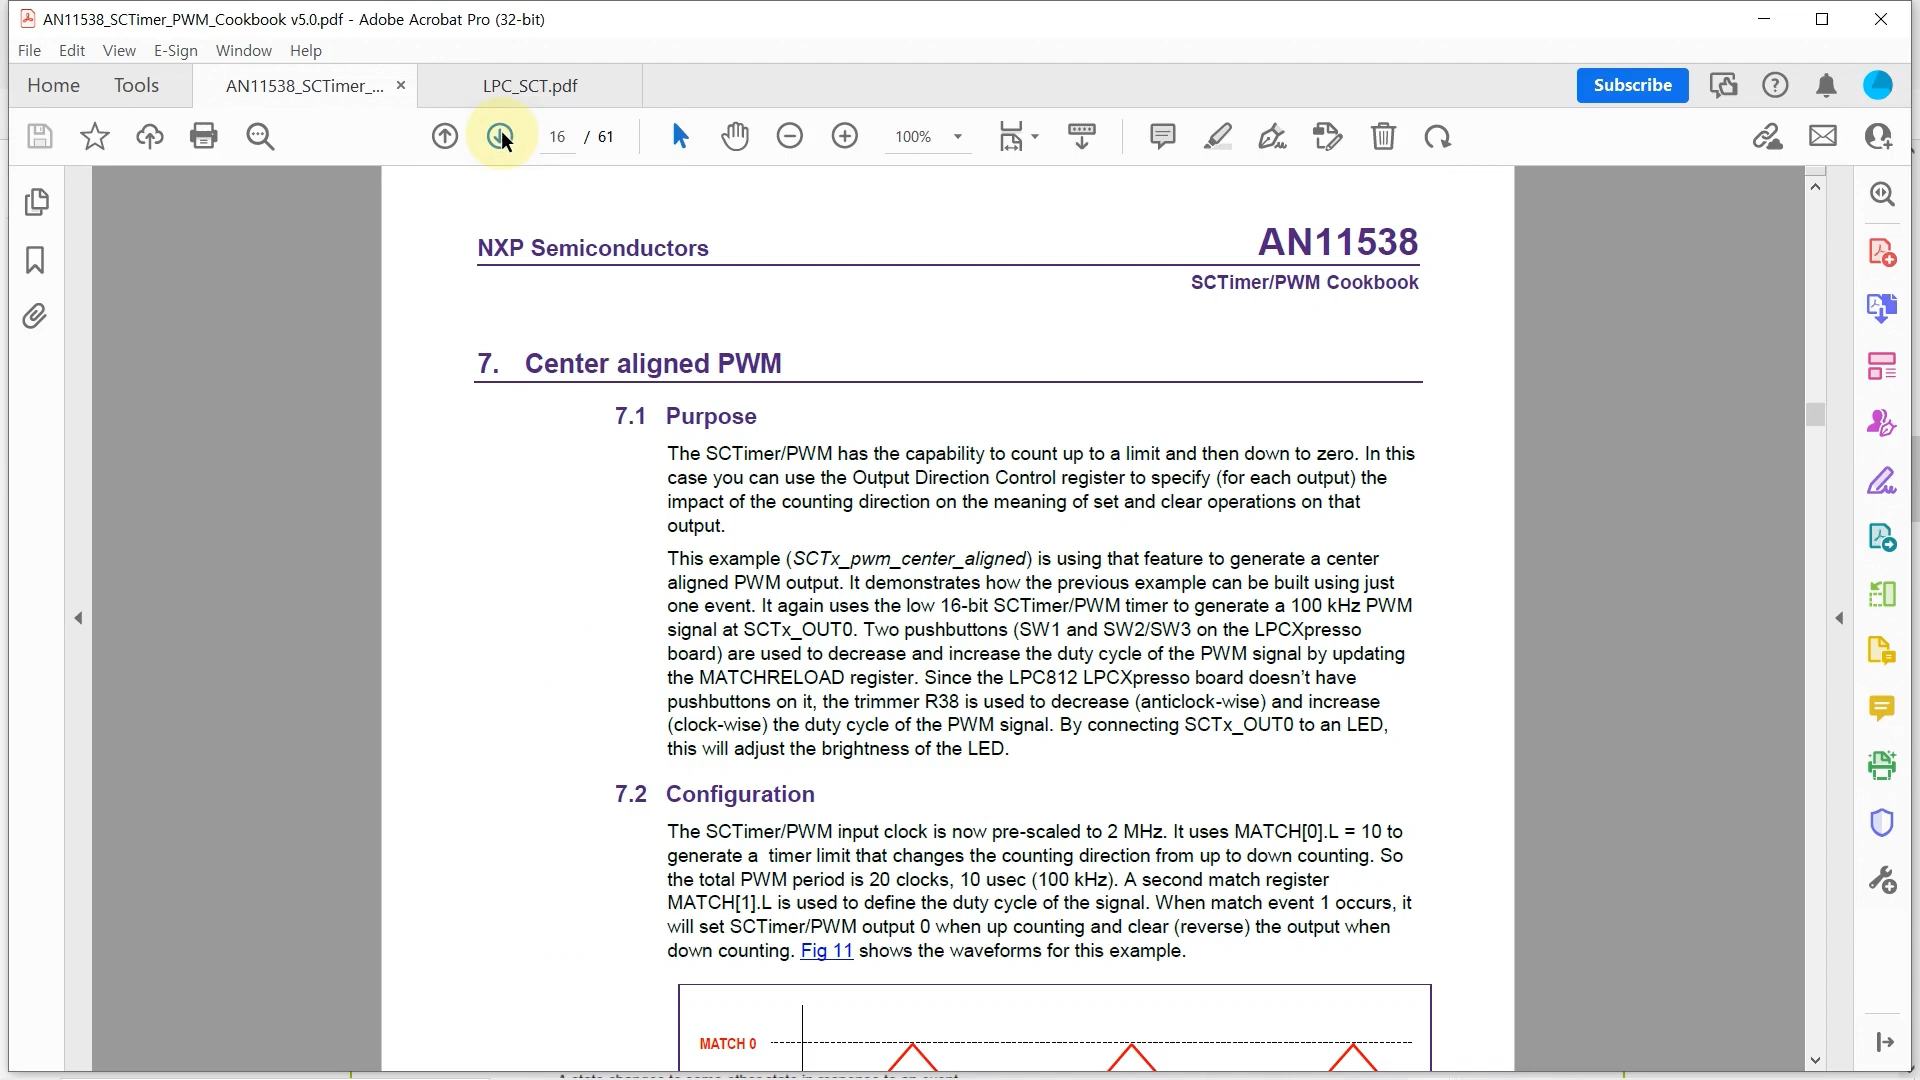 AN11538_SCTimer_PWM_Cookbook v5.0.pdf - Adobe Acrobat Pro (32-bit)
File Edit View E-Sign Window Help
Home Tools AN11538_SCTimer_... × LPC_SCT.pdf Subscribe
16 / 61 100%
NXP Semiconductors AN11538
SCTimer/PWM Cookbook
7. Center aligned PWM
7.1 Purpose
The SCTimer/PWM has the capability to count up to a limit and then down to zero. In this
case you can use the Output Direction Control register to specify (for each output) the
impact of the counting direction on the meaning of set and clear operations on that
output.
This example (SCTx_pwm_center_aligned) is using that feature to generate a center
aligned PWM output. It demonstrates how the previous example can be built using just
one event. It again uses the low 16-bit SCTimer/PWM timer to generate a 100 kHz PWM
signal at SCTx_OUT0. Two pushbuttons (SW1 and SW2/SW3 on the LPCXpresso
board) are used to decrease and increase the duty cycle of the PWM signal by updating
the MATCHRELOAD register. Since the LPC812 LPCXpresso board doesn't have
pushbuttons on it, the trimmer R38 is used to decrease (anticlock-wise) and increase
(clock-wise) the duty cycle of the PWM signal. By connecting SCTx_OUT0 to an LED,
this will adjust the brightness of the LED.
7.2 Configuration
The SCTimer/PWM input clock is now pre-scaled to 2 MHz. It uses MATCH[0].L = 10 to
generate a timer limit that changes the counting direction from up to down counting. So
the total PWM period is 20 clocks, 10 usec (100 kHz). A second match register
MATCH[1].L is used to define the duty cycle of the signal. When match event 1 occurs, it
will set SCTimer/PWM output 0 when up counting and clear (reverse) the output when
down counting. Fig 11 shows the waveforms for this example.
MATCH 0